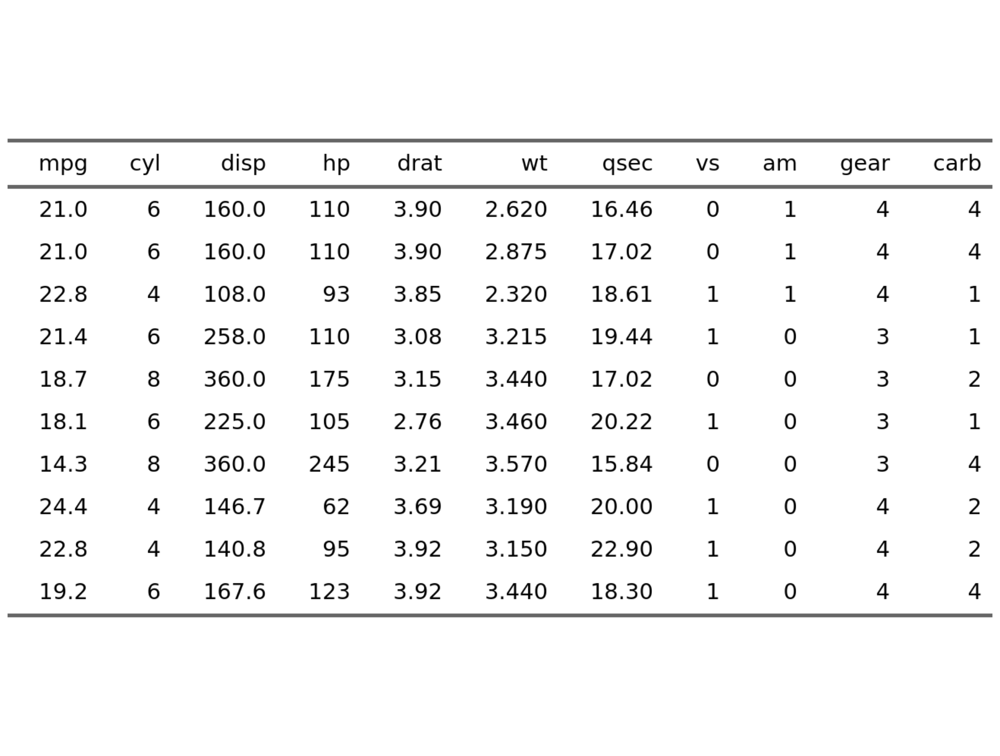 mpg cyl disp hp drat wt qsec vs am gear carb
21.0 6 160.0 110 3.90 2.620 16.46 0 1 4 4
21.0 6 160.0 110 3.90 2.875 17.02 0 1 4 4
22.8 4 108.0 93 3.85 2.320 18.61 1 1 4 1
21.4 6 258.0 110 3.08 3.215 19.44 1 0 3 1
18.7 8 360.0 175 3.15 3.440 17.02 0 0 3 2
18.1 6 225.0 105 2.76 3.460 20.22 1 0 3 1
14.3 8 360.0 245 3.21 3.570 15.84 0 0 3 4
24.4 4 146.7 62 3.69 3.190 20.00 1 0 4 2
22.8 4 140.8 95 3.92 3.150 22.90 1 0 4 2
19.2 6 167.6 123 3.92 3.440 18.30 1 0 4 4